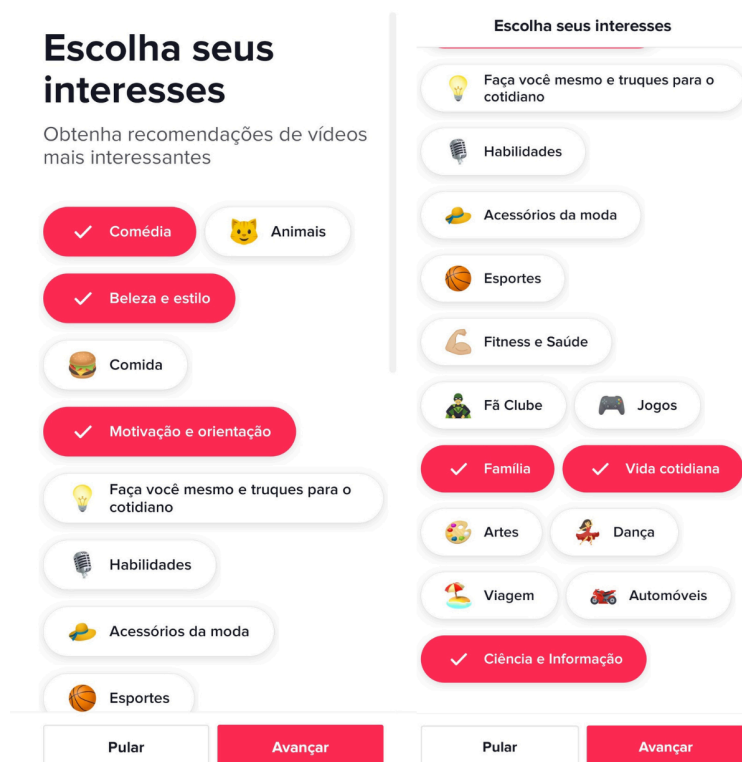 Escolha seus
interesses
Obtenha recomendações de vídeos
mais interessantes
Comédia
Animais
Beleza e estilo
Comida
Motivação e orientação
Faça você mesmo e truques para o
cotidiano
Habilidades
Acessórios da moda
Esportes
Pular
Avançar
Escolha seus interesses
Faça você mesmo e truques para o
cotidiano
Habilidades
Acessórios da moda
Esportes
Fitness e Saúde
Fã Clube
Jogos
Família
Vida cotidiana
Artes
Dança
Viagem
Automóveis
Ciência e Informação
Pular
Avançar